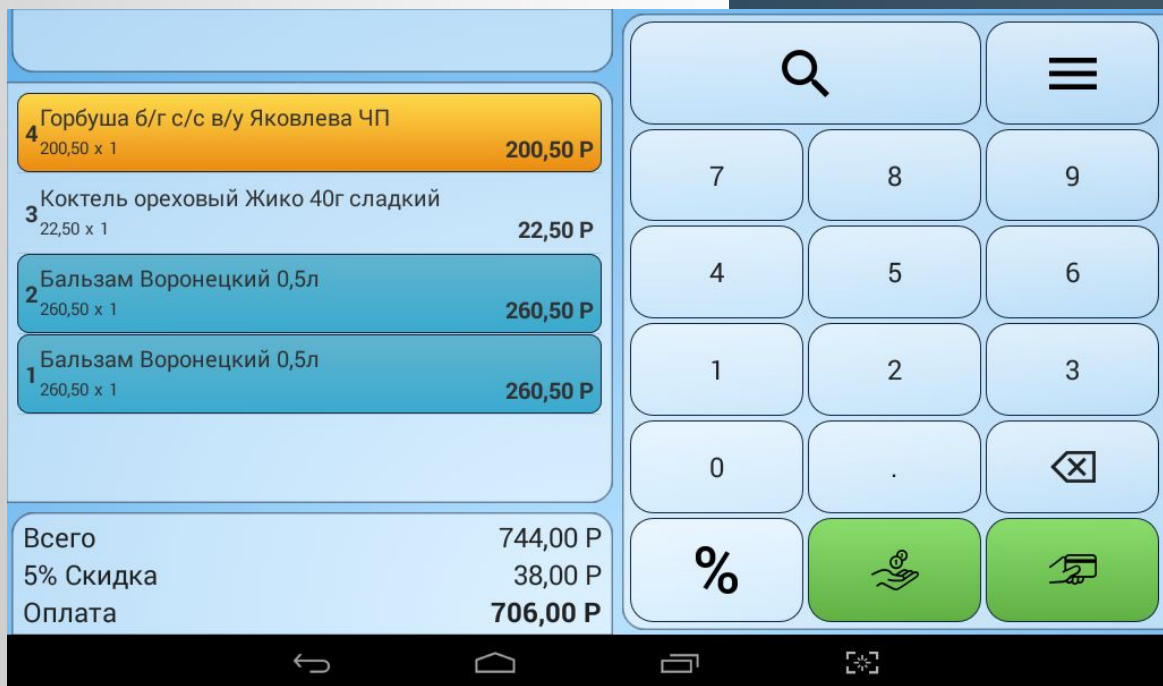 4 Горбуша б/г с/с в/у Яковлева ЧП
200,50 x 1 200,50 Р
3 Коктель ореховый Жико 40г сладкий
22,50 x 1 22,50 Р
2 Бальзам Воронецкий 0,5л
260,50 x 1 260,50 Р
1 Бальзам Воронецкий 0,5л
260,50 x 1 260,50 Р
Всего 744,00 Р
5% Скидка 38,00 Р
Оплата 706,00 Р
7 8 9
4 5 6
1 2 3
0 .
%